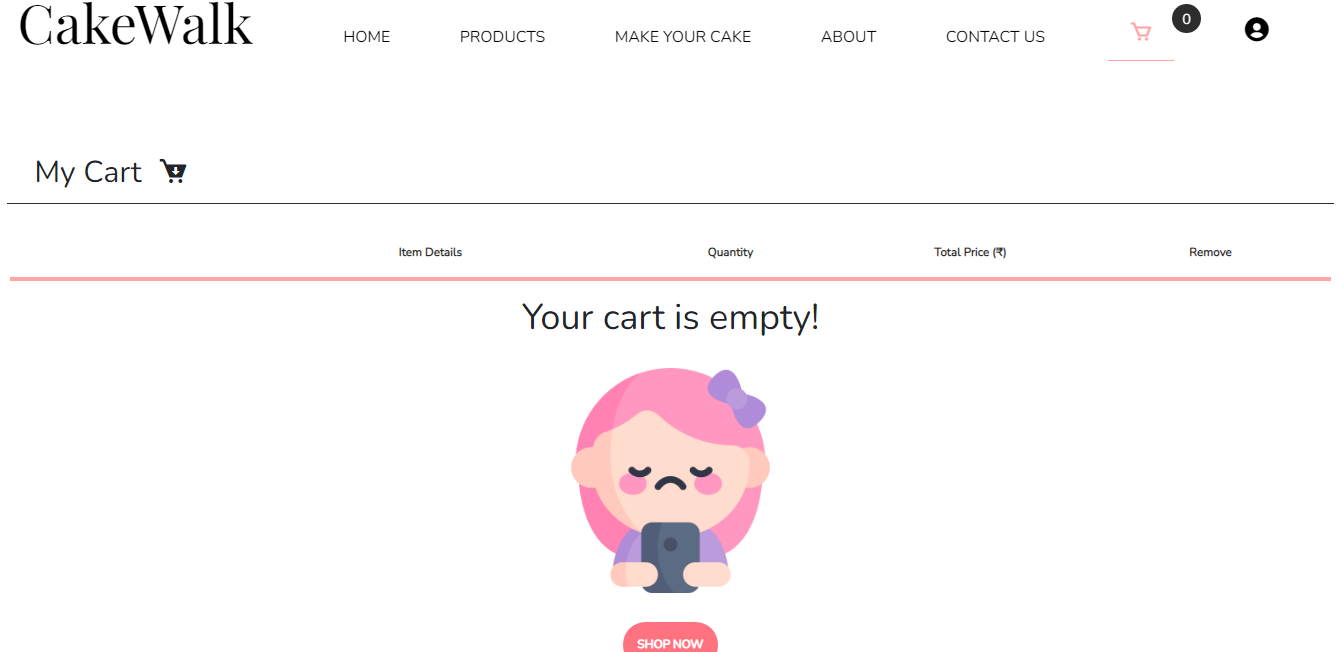 CakeWalk
HOME PRODUCTS MAKE YOUR CAKE ABOUT CONTACT US 0
My Cart
Item Details Quantity Total Price (₹) Remove
Your cart is empty!
SHOP NOW